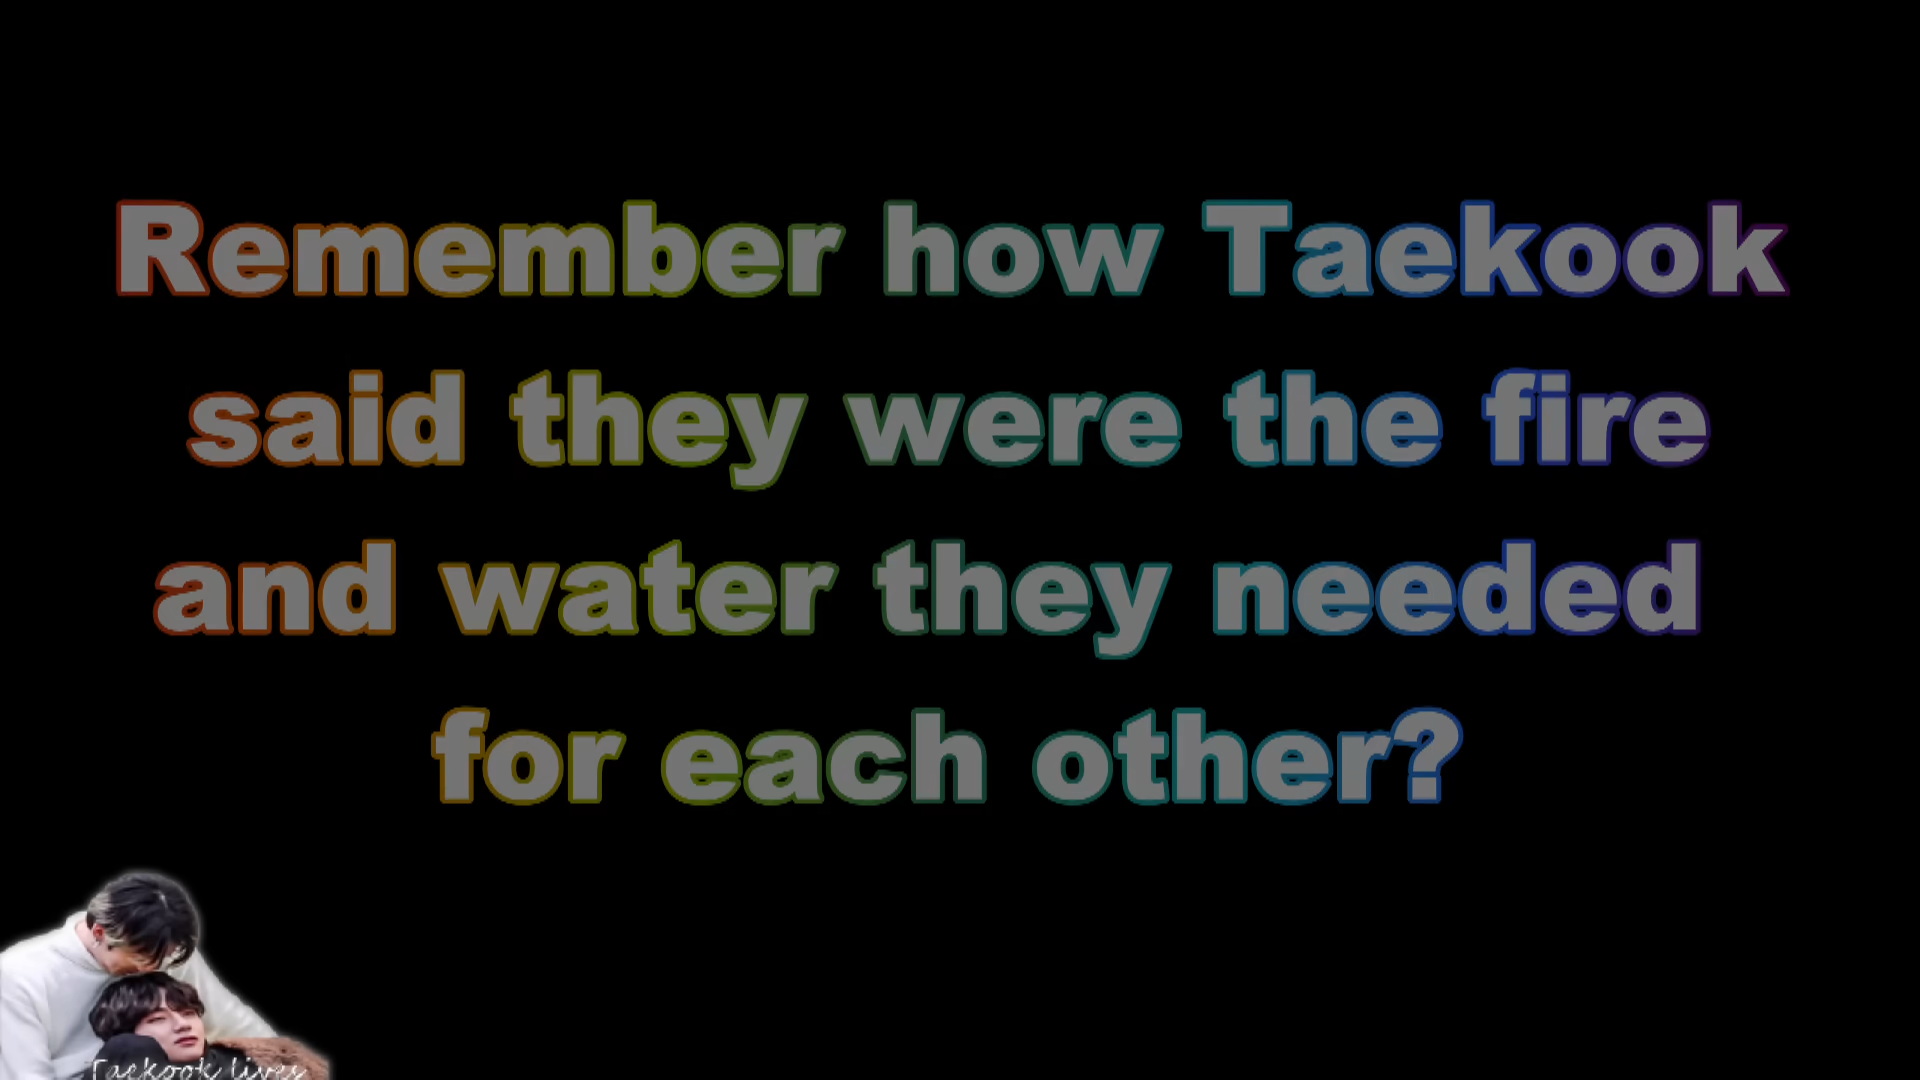 Remember how Taekook
said they were the fire
and water they needed
for each other?
Taekook lives